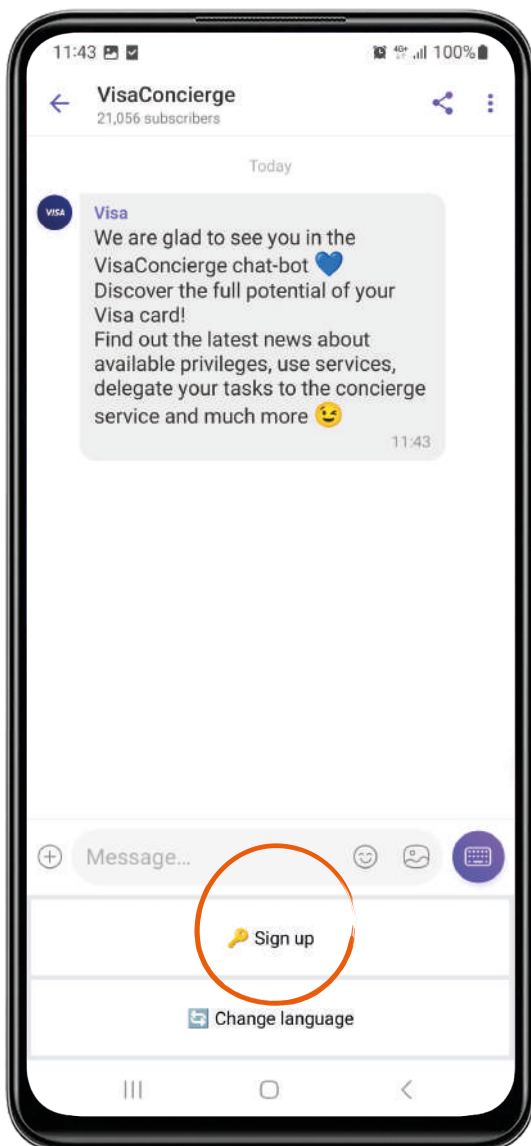 11:43
100%
VisaConcierge
21,056 subscribers
Today
VISA
Visa
We are glad to see you in the
VisaConcierge chat-bot 💙
Discover the full potential of your
Visa card!
Find out the latest news about
available privileges, use services,
delegate your tasks to the concierge
service and much more 😉
11:43
Message...
🔑 Sign up
🔄 Change language